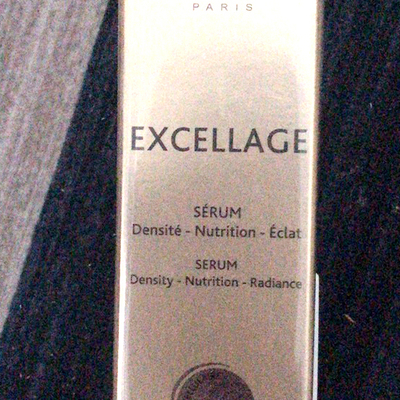 PARIS
EXCELLAGE
SÉRUM
Densité - Nutrition - Éclat
SERUM
Density - Nutrition - Radiance